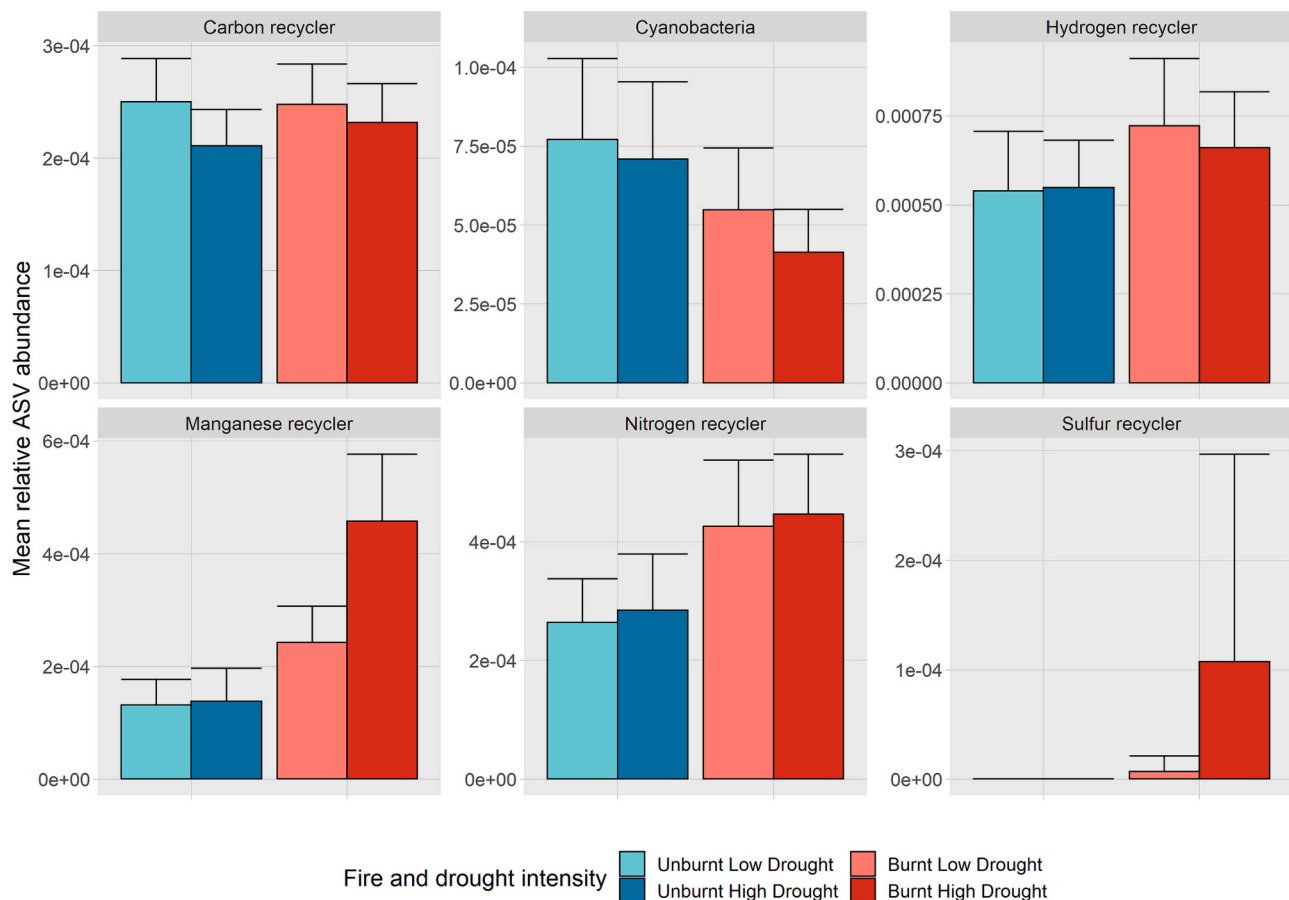 Carbon recycler
Cyanobacteria
Hydrogen recycler
3e-04
2e-04
1e-04
0e+00
1.0e-04
7.5e-05
5.0e-05
2.5e-05
0.0e+00
0.00075
0.00050
0.00025
0.00000
Mean relative ASV abundance
Manganese recycler
Nitrogen recycler
Sulfur recycler
6e-04
4e-04
2e-04
0e+00
4e-04
2e-04
0e+00
3e-04
2e-04
1e-04
0e+00
Fire and drought intensity
Unburnt Low Drought
Burnt Low Drought
Unburnt High Drought
Burnt High Drought